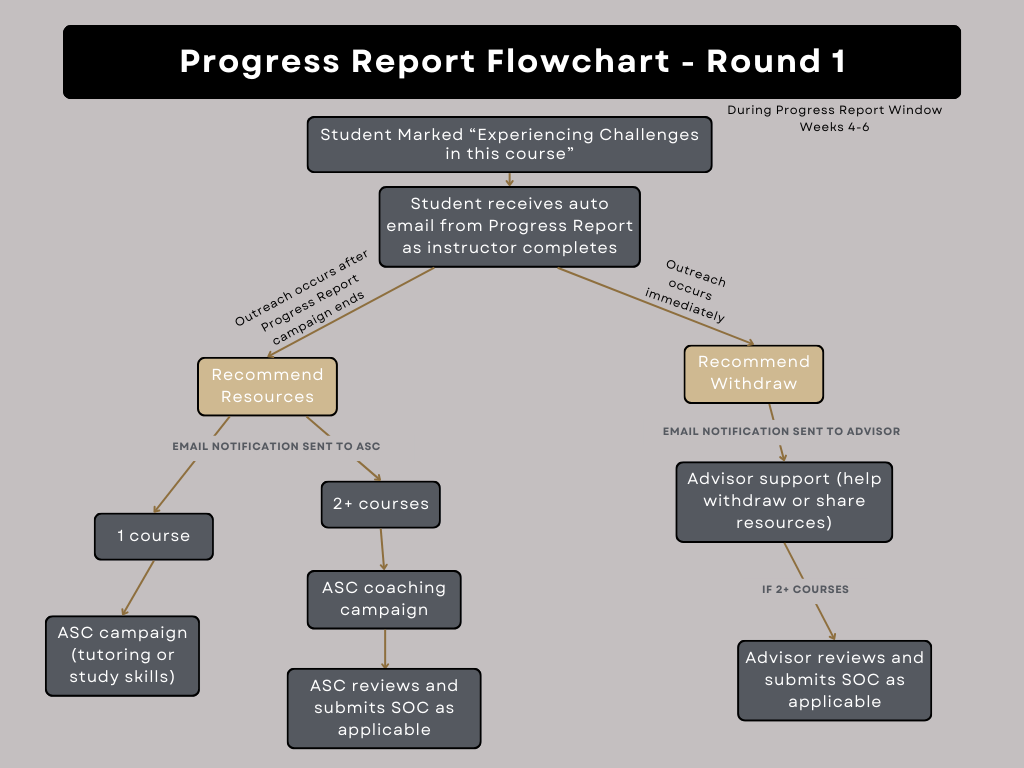 Progress Report Flowchart - Round 1
During Progress Report Window
Weeks 4-6
Student Marked “Experiencing Challenges
in this course”
Student receives auto
email from Progress Report
as instructor completes
Outreach occurs after
Progress Report
campaign ends
Outreach
occurs
immediately
Recommend
Resources
Recommend
Withdraw
EMAIL NOTIFICATION SENT TO ASC
EMAIL NOTIFICATION SENT TO ADVISOR
1 course
2+ courses
Advisor support (help
withdraw or share
resources)
ASC coaching
campaign
IF 2+ COURSES
ASC campaign
(tutoring or
study skills)
ASC reviews and
submits SOC as
applicable
Advisor reviews and
submits SOC as
applicable